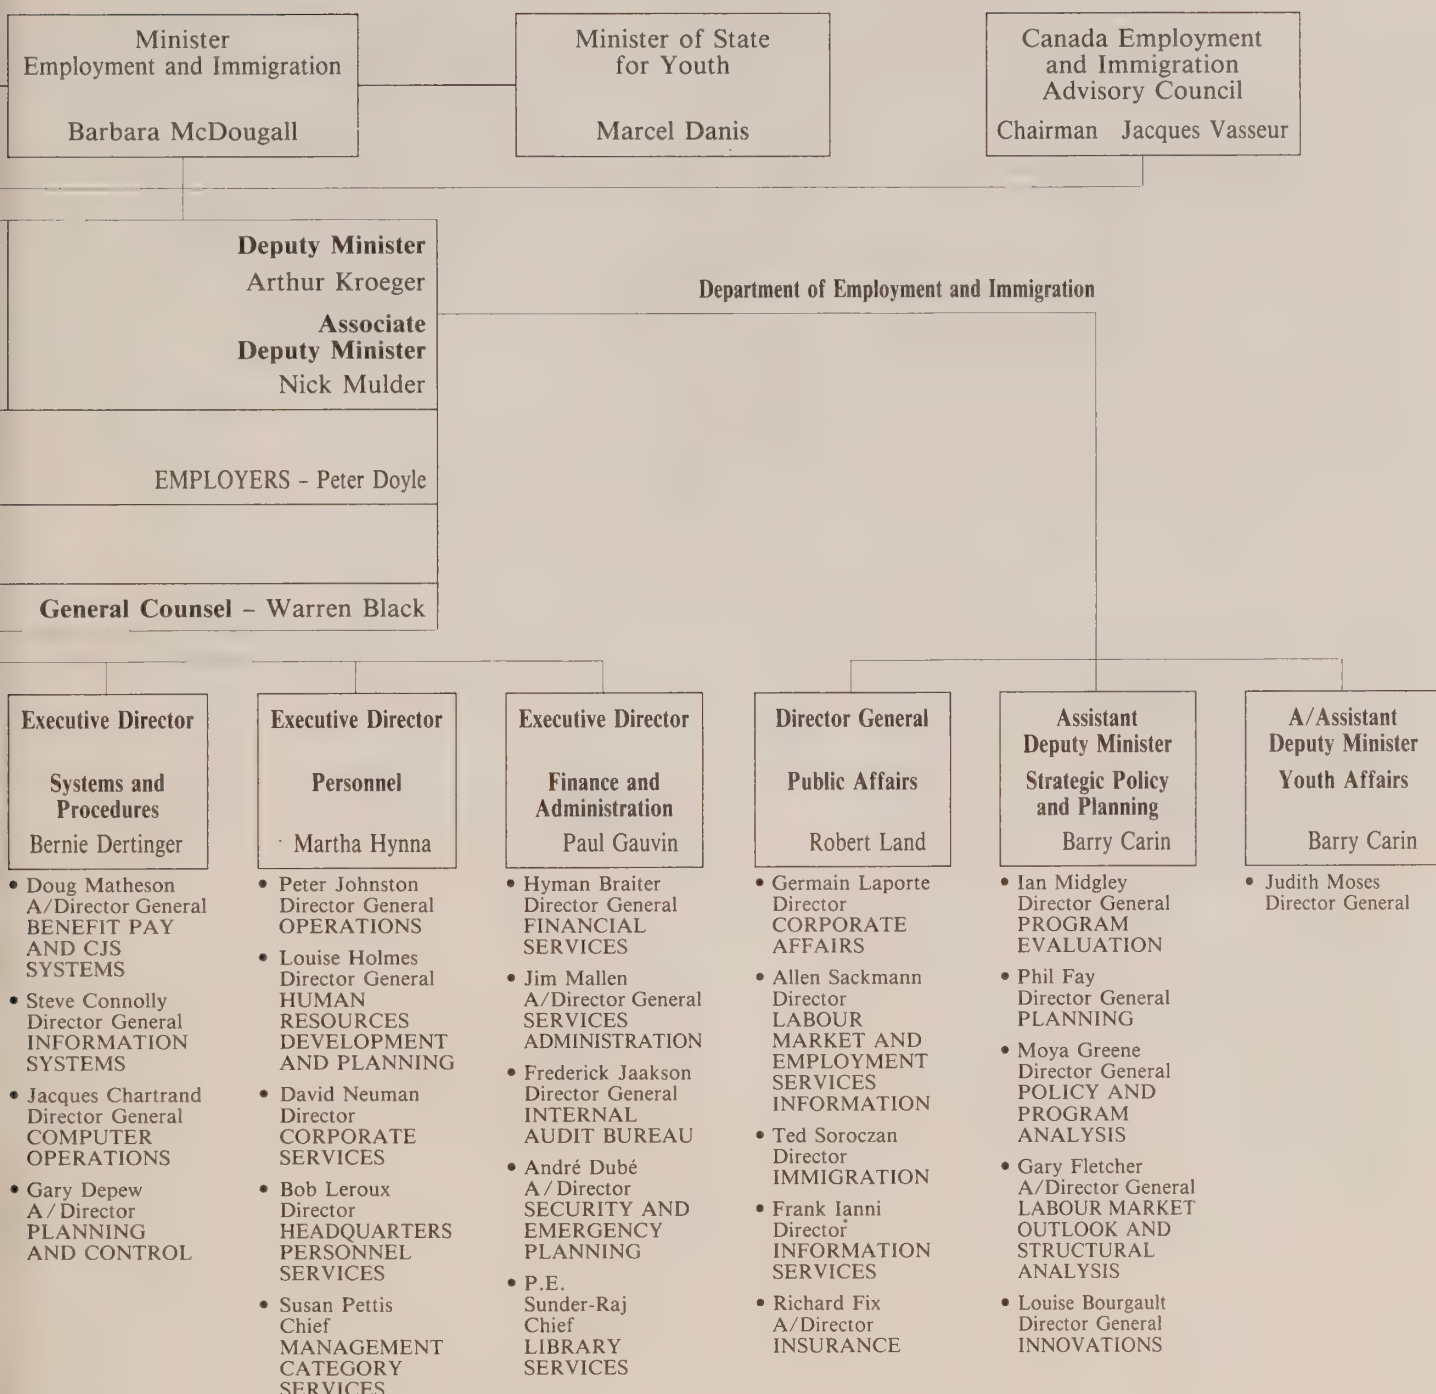 Minister
Employment and Immigration
Barbara McDougall
Minister of State
for Youth
Marcel Danis
Canada Employment
and Immigration
Advisory Council
Chairman Jacques Vasseur
Deputy Minister
Arthur Kroeger
Associate
Deputy Minister
Nick Mulder
EMPLOYERS – Peter Doyle
General Counsel – Warren Black
Department of Employment and Immigration
Executive Director
Systems and
Procedures
Bernie Dertinger
• Doug Matheson
A/Director General
BENEFIT PAY
AND CJS
SYSTEMS
• Steve Connolly
Director General
INFORMATION
SYSTEMS
• Jacques Chartrand
Director General
COMPUTER
OPERATIONS
• Gary Depew
A/Director
PLANNING
AND CONTROL
Executive Director
Personnel
Martha Hynna
• Peter Johnston
Director General
OPERATIONS
• Louise Holmes
Director General
HUMAN
RESOURCES
DEVELOPMENT
AND PLANNING
• David Neuman
Director
CORPORATE
SERVICES
• Bob Leroux
Director
HEADQUARTERS
PERSONNEL
SERVICES
• Susan Pettis
Chief
MANAGEMENT
CATEGORY
SERVICES
Executive Director
Finance and
Administration
Paul Gauvin
• Hyman Braiter
Director General
FINANCIAL
SERVICES
• Jim Mallen
A/Director General
SERVICES
ADMINISTRATION
• Frederick Jaakson
Director General
INTERNAL
AUDIT BUREAU
• André Dubé
A/Director
SECURITY AND
EMERGENCY
PLANNING
• P.E.
Sunder-Raj
Chief
LIBRARY
SERVICES
Director General
Public Affairs
Robert Land
• Germain Laporte
Director
CORPORATE
AFFAIRS
• Allen Sackmann
Director
LABOUR
MARKET AND
EMPLOYMENT
SERVICES
INFORMATION
• Ted Soroczan
Director
IMMIGRATION
• Frank Ianni
Director
INFORMATION
SERVICES
• Richard Fix
A/Director
INSURANCE
Assistant
Deputy Minister
Strategic Policy
and Planning
Barry Carin
• Ian Midgley
Director General
PROGRAM
EVALUATION
• Phil Fay
Director General
PLANNING
• Moya Greene
Director General
POLICY AND
PROGRAM
ANALYSIS
• Gary Fletcher
A/Director General
LABOUR MARKET
OUTLOOK AND
STRUCTURAL
ANALYSIS
• Louise Bourgault
Director General
INNOVATIONS
A/Assistant
Deputy Minister
Youth Affairs
Barry Carin
• Judith Moses
Director General